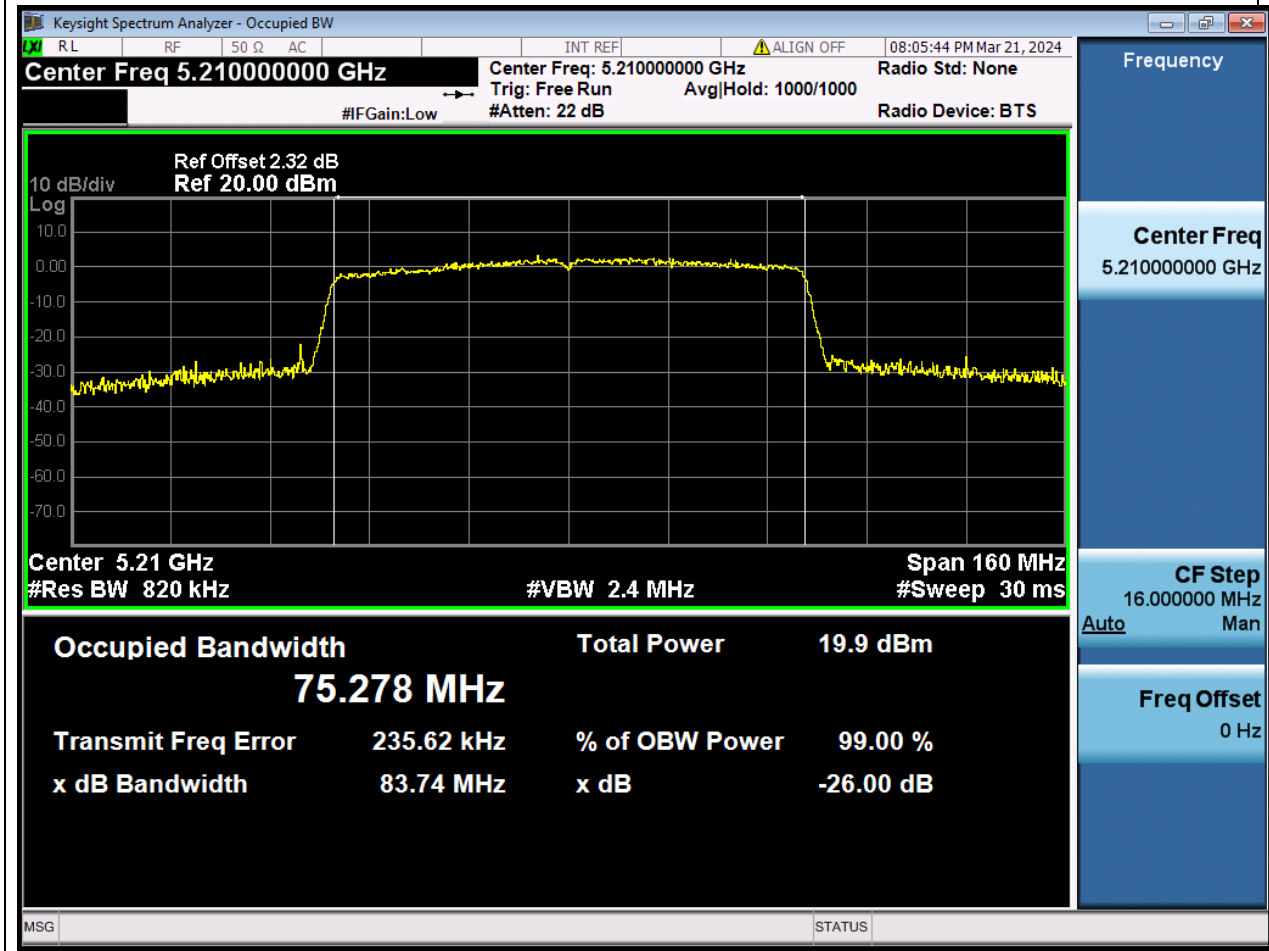 Keysight Spectrum Analyzer - Occupied BW
LXI RL RF 50 Ω AC INT REF ALIGN OFF 08:05:44 PM Mar 21, 2024
Center Freq 5.210000000 GHz Center Freq: 5.210000000 GHz Radio Std: None
Trig: Free Run Avg|Hold: 1000/1000
#IFGain:Low #Atten: 22 dB Radio Device: BTS
Ref Offset 2.32 dB
10 dB/div Ref 20.00 dBm
Log
10.0
0.00
-10.0
-20.0
-30.0
-40.0
-50.0
-60.0
-70.0
Center 5.21 GHz Span 160 MHz
#Res BW 820 kHz #VBW 2.4 MHz #Sweep 30 ms
Occupied Bandwidth Total Power 19.9 dBm
75.278 MHz
Transmit Freq Error 235.62 kHz % of OBW Power 99.00 %
x dB Bandwidth 83.74 MHz x dB -26.00 dB
MSG STATUS
Frequency
Center Freq
5.210000000 GHz
CF Step
16.000000 MHz
Auto Man
Freq Offset
0 Hz